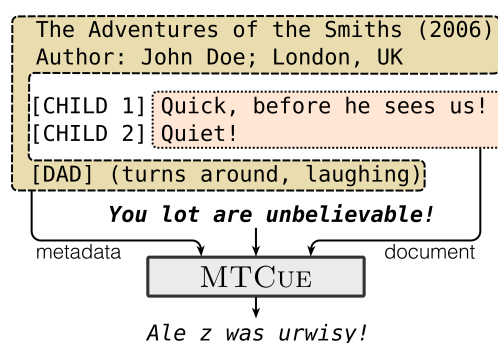 The Adventures of the Smiths (2006)
Author: John Doe; London, UK
[CHILD 1] Quick, before he sees us!
[CHILD 2] Quiet!
[DAD] (turns around, laughing)
You lot are unbelievable!
metadata
document
MTCUE
Ale z was urwisy!